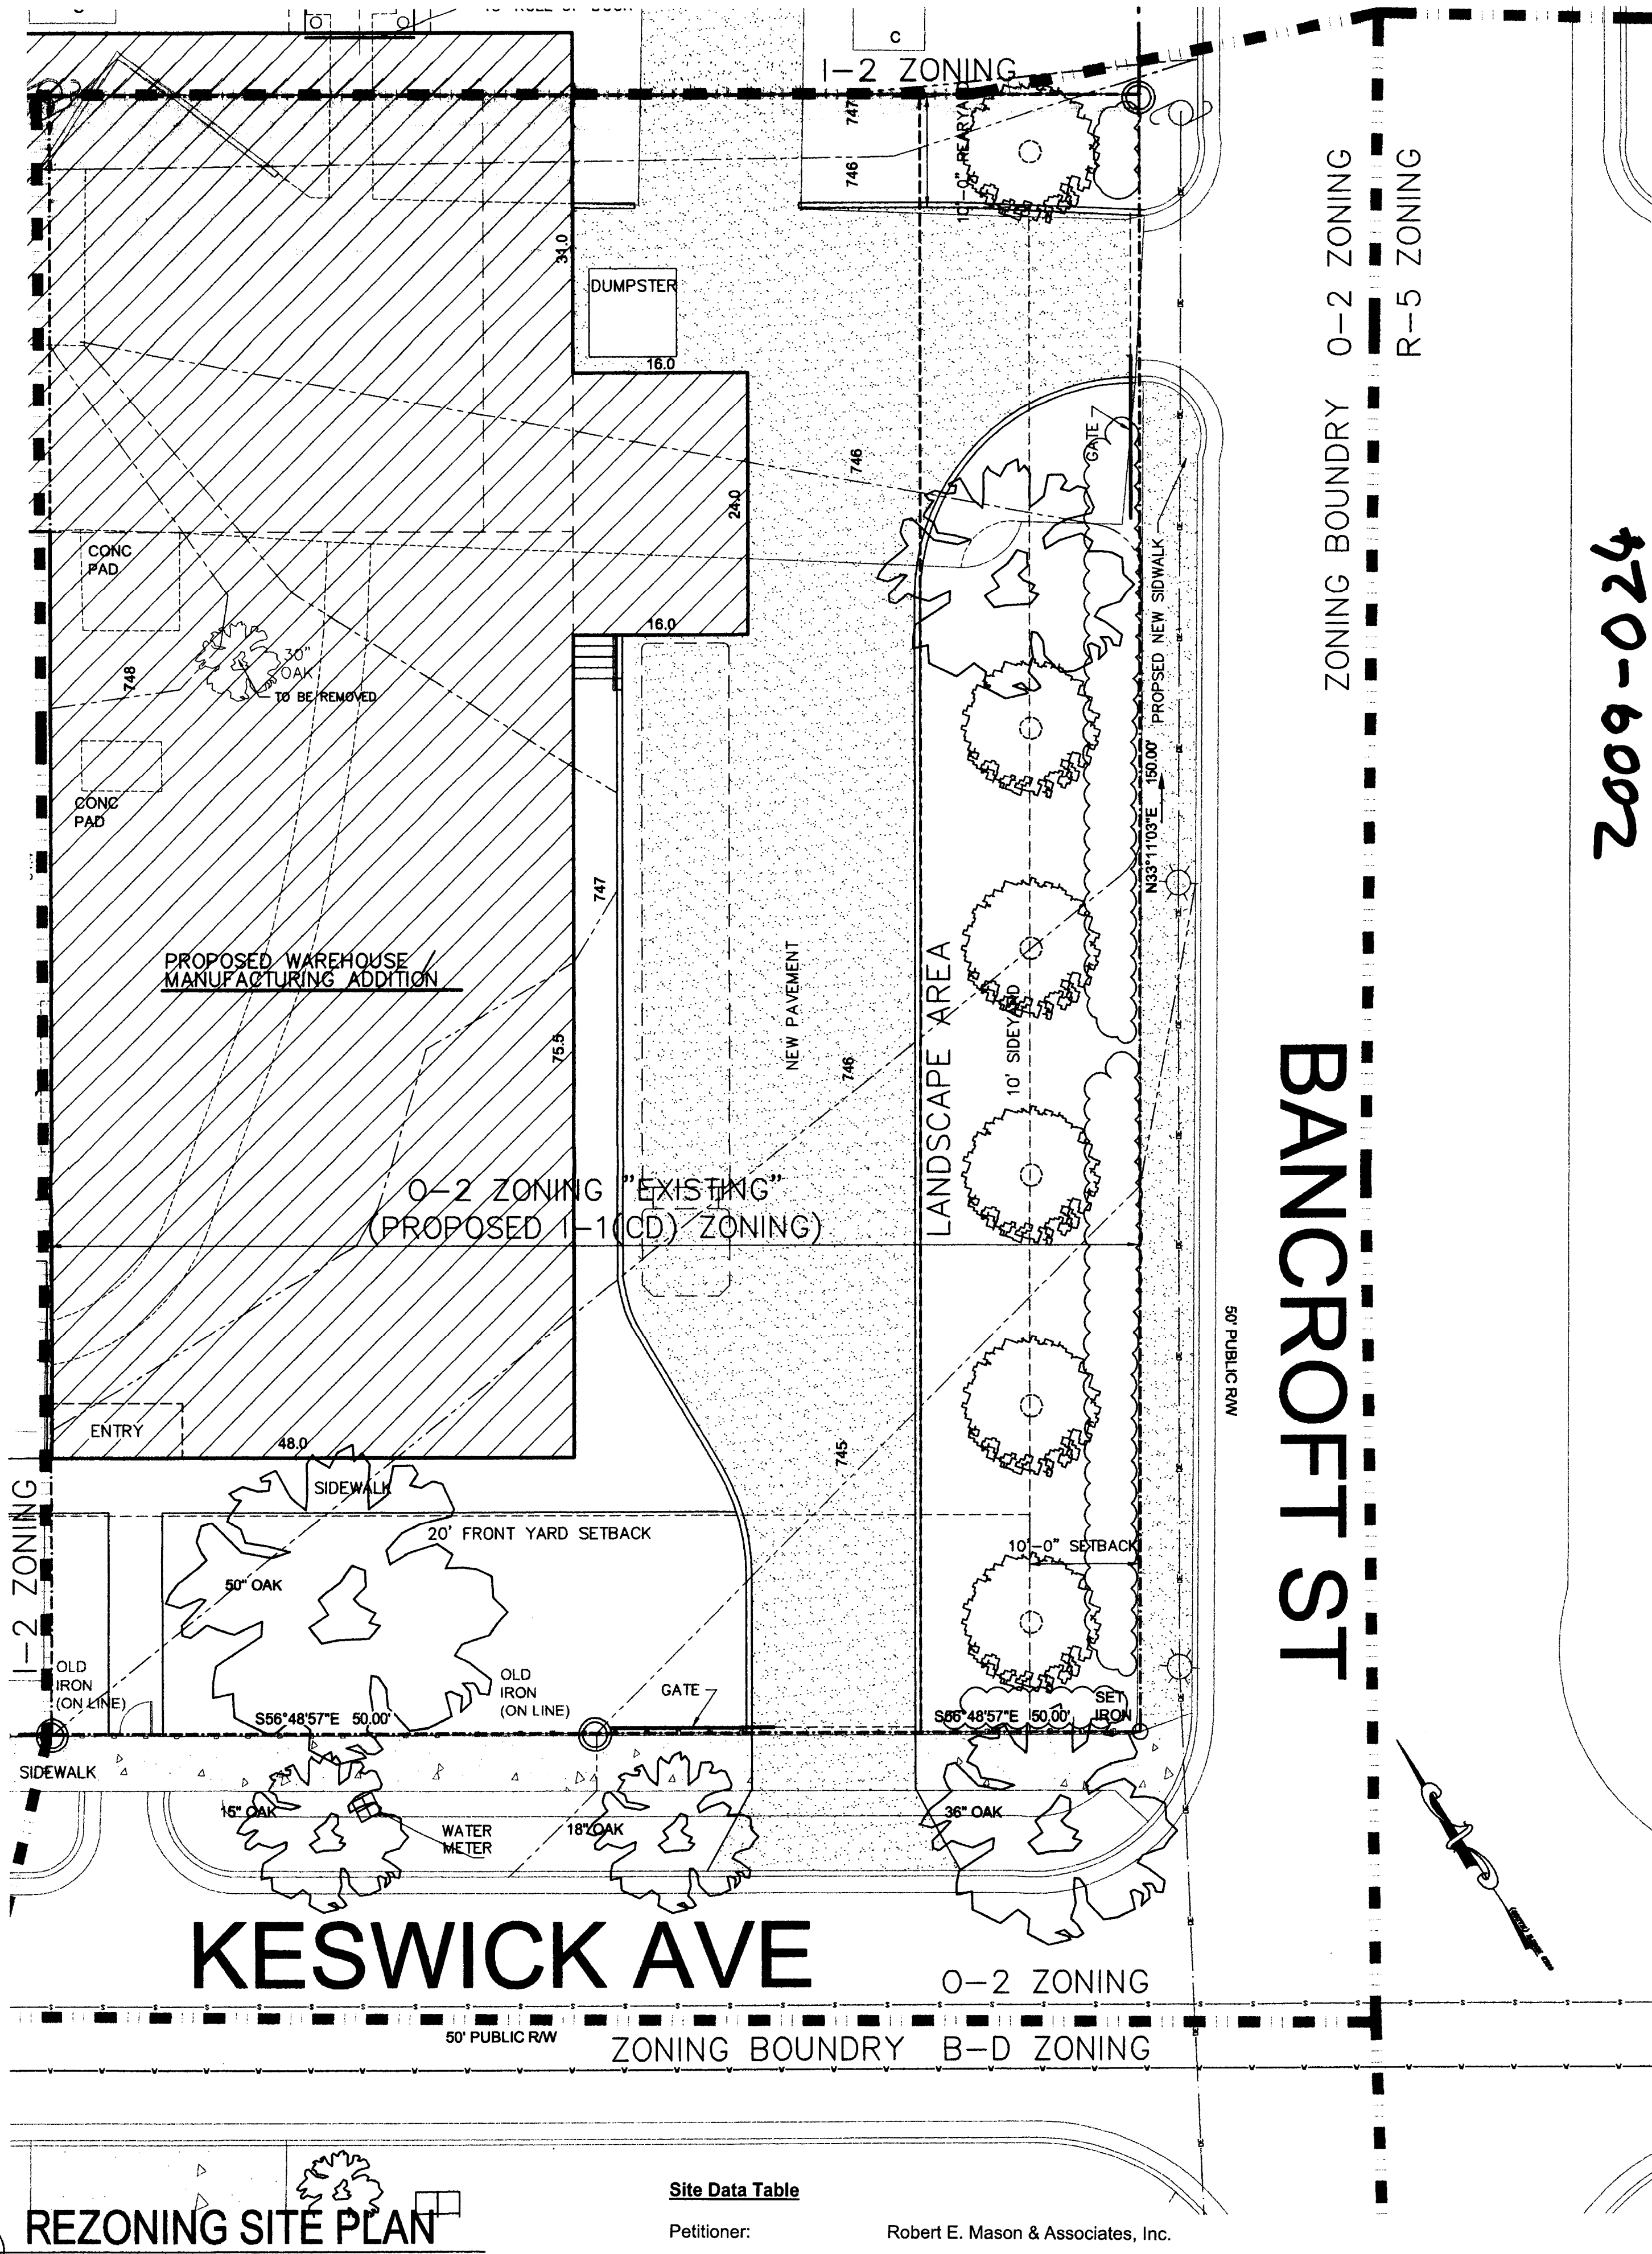 C
I-2 ZONING
747
746
10'-0" REARYARD
31.0
DUMPSTER
16.0
ZONING BOUNDRY O-2 ZONING
R-5 ZONING
GATE
746
24.0
CONC
PAD
2009-024
PROPSED NEW SIDWALK
16.0
30"
OAK
TO BE REMOVED
748
N33°11'03"E 150.00'
CONC
PAD
747
PROPOSED WAREHOUSE
MANUFACTURING ADDITION
75.5
NEW PAVEMENT
746
LANDSCAPE AREA
10' SIDEYARD
BANCROFT ST
O-2 ZONING "EXISTING"
(PROPOSED I-1(CD) ZONING)
50' PUBLIC R/W
ENTRY
48.0
745
SIDEWALK
I-2 ZONING
20' FRONT YARD SETBACK
10'-0" SETBACK
50" OAK
OLD
IRON
(ON LINE)
OLD
IRON
(ON LINE)
GATE
SET
IRON
S56°48'57"E 50.00'
S56°48'57"E 50.00'
SIDEWALK
15" OAK
WATER
METER
18" OAK
36" OAK
KESWICK AVE
O-2 ZONING
50' PUBLIC R/W
ZONING BOUNDRY B-D ZONING
Site Data Table
REZONING SITE PLAN
Petitioner: Robert E. Mason & Associates, Inc.